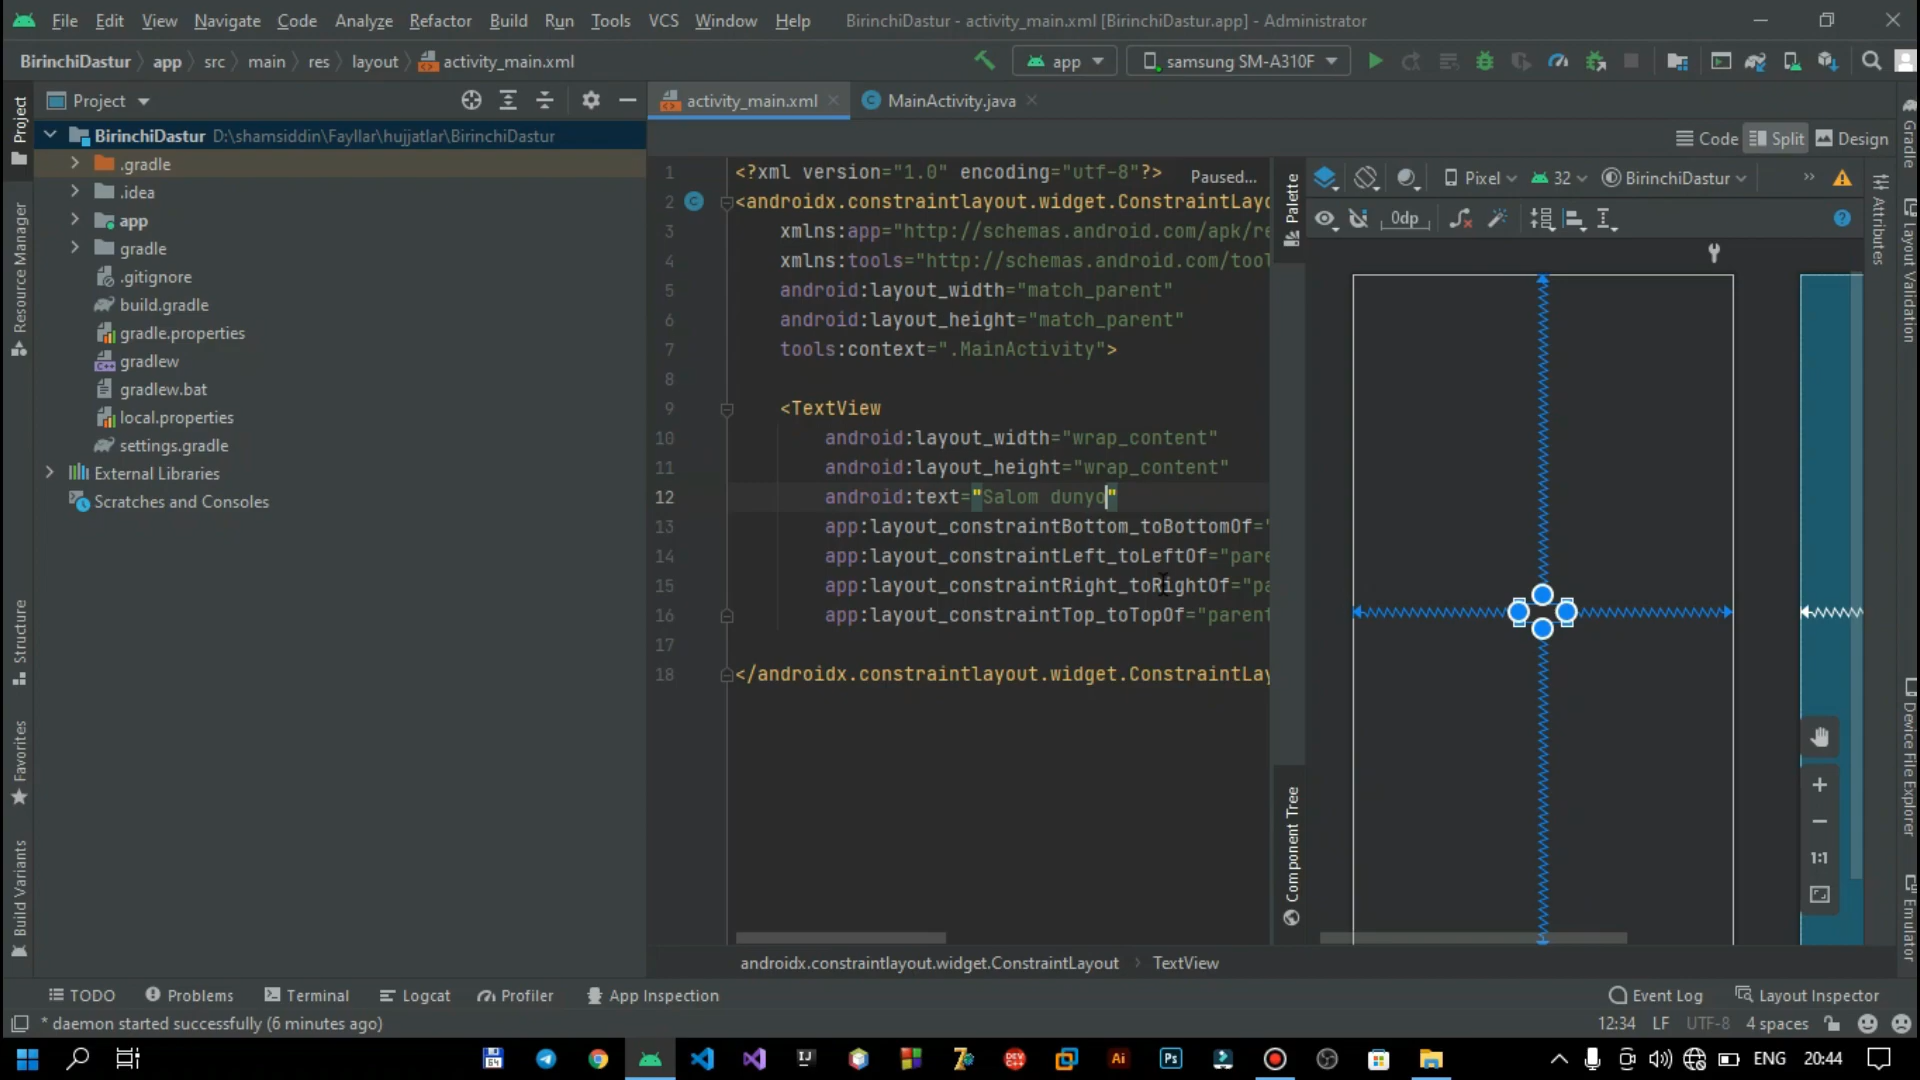 File Edit View Navigate Code Analyze Refactor Build Run Tools VCS Window Help BirinchiDastur - activity_main.xml [BirinchiDastur.app] - Administrator
BirinchiDastur app src main res layout activity_main.xml app samsung SM-A310F
Project
activity_main.xml MainActivity.java
Code Split Design
BirinchiDastur D:\shamsiddin\Fayllar\hujjatlar\BirinchiDastur
.gradle
.idea
app
gradle
.gitignore
build.gradle
gradle.properties
gradlew
gradlew.bat
local.properties
settings.gradle
External Libraries
Scratches and Consoles
Project
Resource Manager
Structure
Favorites
Build Variants
1 <?xml version="1.0" encoding="utf-8"?> Paused...
2 <androidx.constraintlayout.widget.ConstraintLayo
3 xmlns:app="http://schemas.android.com/apk/re
4 xmlns:tools="http://schemas.android.com/tool
5 android:layout_width="match_parent"
6 android:layout_height="match_parent"
7 tools:context=".MainActivity">
8
9 <TextView
10 android:layout_width="wrap_content"
11 android:layout_height="wrap_content"
12 android:text="Salom dunyo"
13 app:layout_constraintBottom_toBottomOf="
14 app:layout_constraintLeft_toLeftOf="pare
15 app:layout_constraintRight_toRightOf="pa
16 app:layout_constraintTop_toTopOf="parent
17
18 </androidx.constraintlayout.widget.ConstraintLay
Palette
Component Tree
Pixel 32 BirinchiDastur
0dp
1:1
Attributes
Gradle
Layout Validation
Device File Explorer
Emulator
androidx.constraintlayout.widget.ConstraintLayout TextView
TODO Problems Terminal Logcat Profiler App Inspection Event Log Layout Inspector
* daemon started successfully (6 minutes ago) 12:34 LF UTF-8 4 spaces
64 IJ DEV Ai Ps ENG 20:44